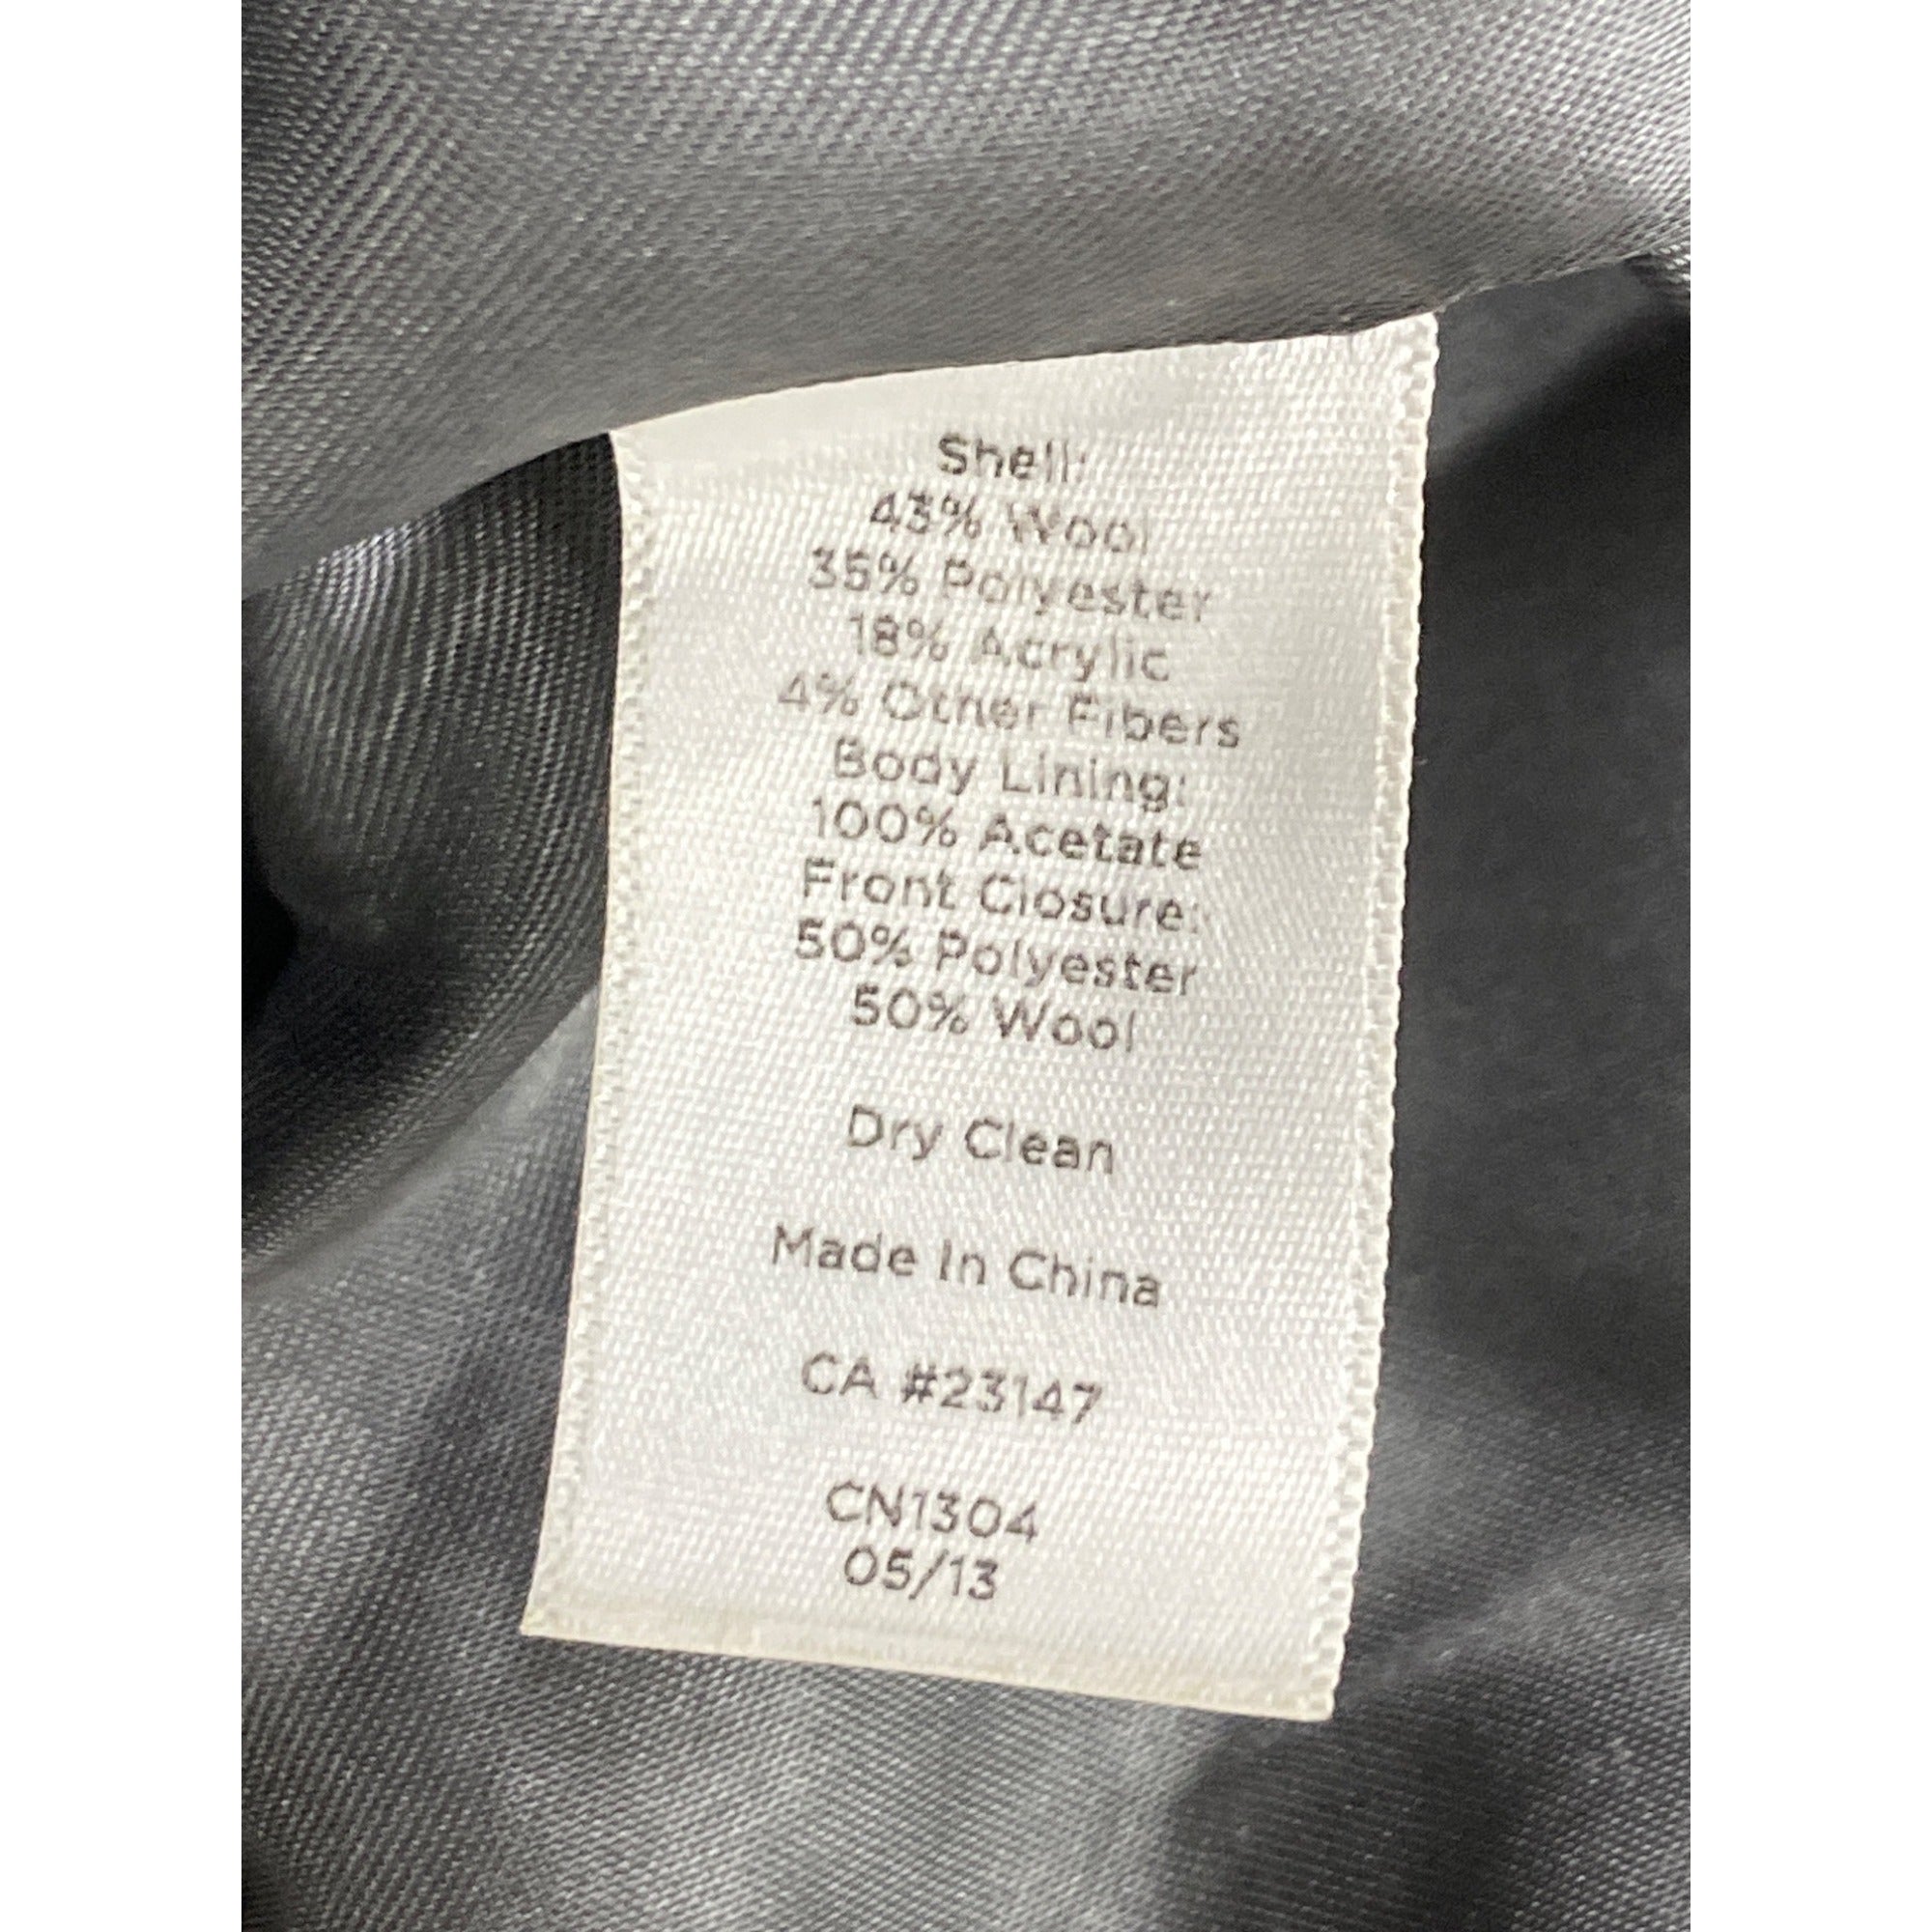 Shell:
43% Wool
35% Polyester
18% Acrylic
4% Other Fibers
Body Lining:
100% Acetate
Front Closure:
50% Polyester
50% Wool
Dry Clean
Made In China
CA #23147
CN1304
05/13